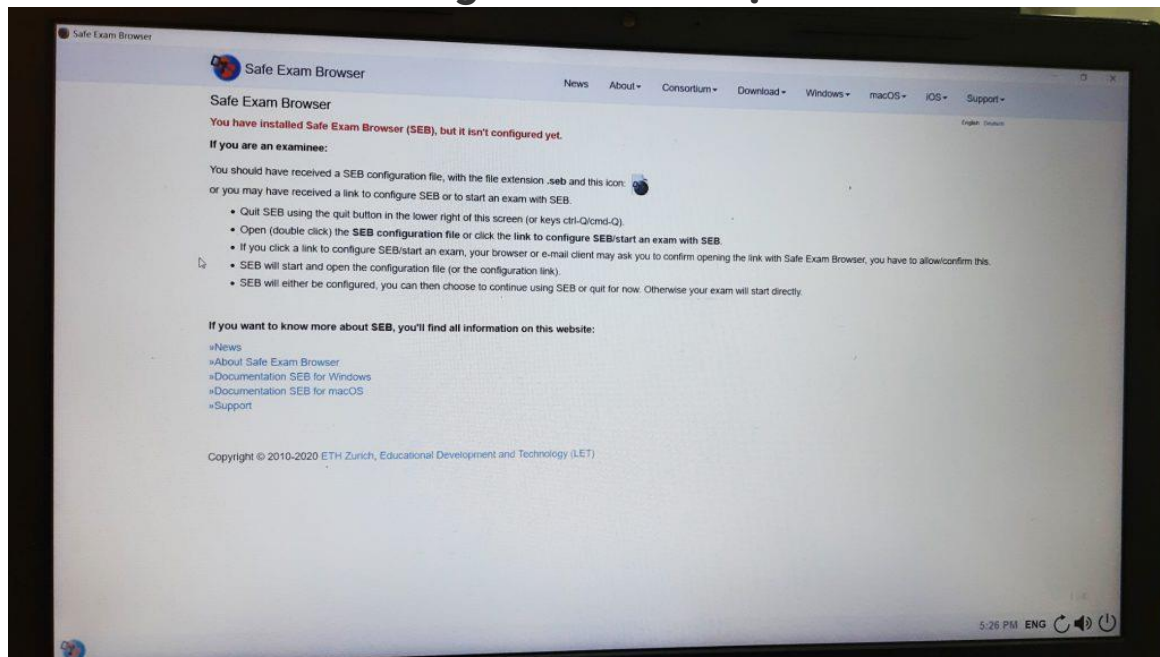 Safe Exam Browser
Safe Exam Browser
News About Consortium Download Windows macOS iOS Support
English Deutsch
Safe Exam Browser
You have installed Safe Exam Browser (SEB), but it isn't configured yet.
If you are an examinee:
You should have received a SEB configuration file, with the file extension .seb and this icon:
or you may have received a link to configure SEB or to start an exam with SEB.
• Quit SEB using the quit button in the lower right of this screen (or keys ctrl-Q/cmd-Q).
• Open (double click) the SEB configuration file or click the link to configure SEB/start an exam with SEB.
• If you click a link to configure SEB/start an exam, your browser or e-mail client may ask you to confirm opening the link with Safe Exam Browser, you have to allow/confirm this.
• SEB will start and open the configuration file (or the configuration link).
• SEB will either be configured, you can then choose to continue using SEB or quit for now. Otherwise your exam will start directly.
If you want to know more about SEB, you'll find all information on this website:
»News
»About Safe Exam Browser
»Documentation SEB for Windows
»Documentation SEB for macOS
»Support
Copyright © 2010-2020 ETH Zurich, Educational Development and Technology (LET)
5:26 PM ENG